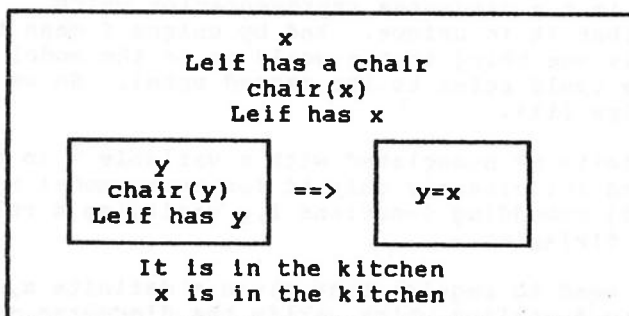 x
Leif has a chair
chair(x)
Leif has x
y
chair(y)
Leif has y
==>
y=x
It is in the kitchen
x is in the kitchen